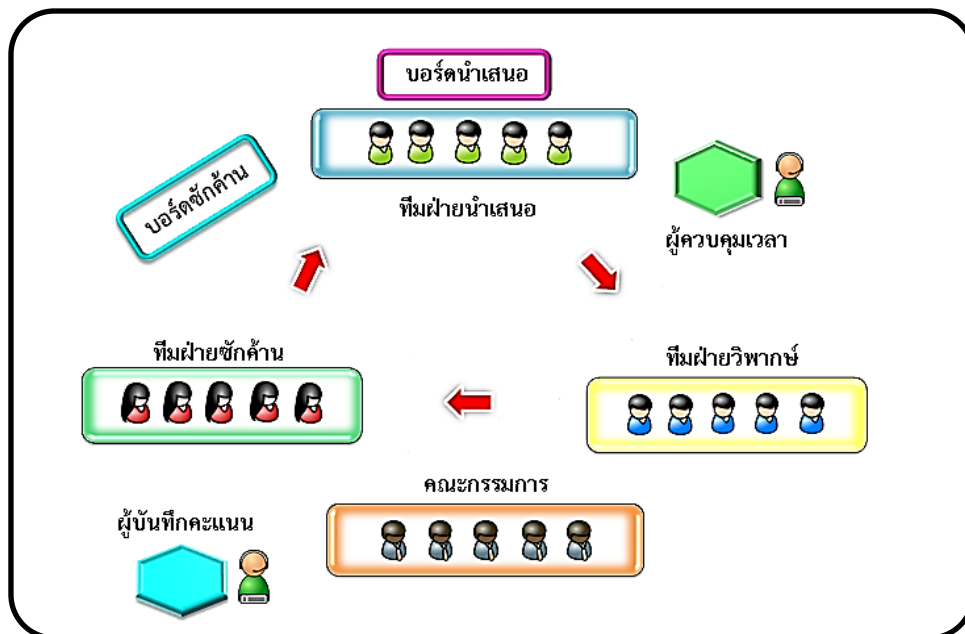 บอร์ดนำเสนอ
บอร์ดซักค้าน
ทีมฝ่ายนำเสนอ
ผู้ควบคุมเวลา
ทีมฝ่ายซักค้าน
ทีมฝ่ายวิพากษ์
คณะกรรมการ
ผู้บันทึกคะแนน